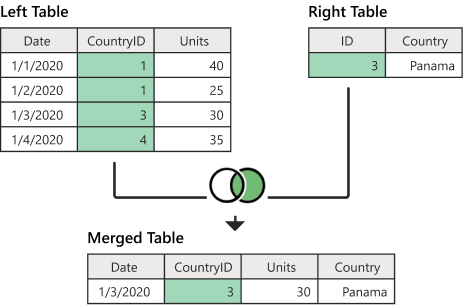 Left Table
Right Table
Date CountryID Units
1/1/2020 1 40
1/2/2020 1 25
1/3/2020 3 30
1/4/2020 4 35
ID Country
3 Panama
Merged Table
Date CountryID Units Country
1/3/2020 3 30 Panama